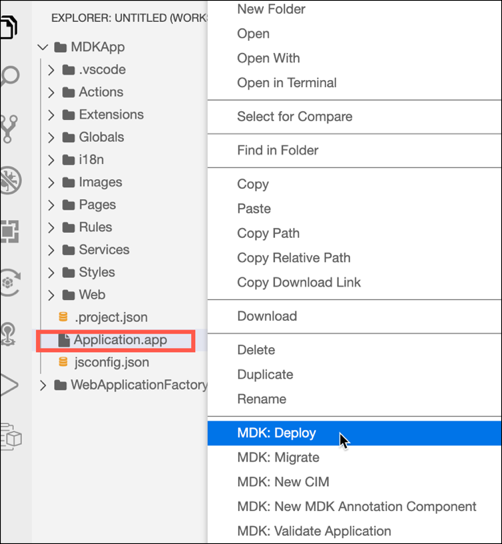 EXPLORER: UNTITLED (WORKS
MDKApp
.vscode
Actions
Extensions
Globals
i18n
Images
Pages
Rules
Services
Styles
Web
.project.json
Application.app
jsconfig.json
WebApplicationFactory
New Folder
Open
Open With
Open in Terminal
Select for Compare
Find in Folder
Copy
Paste
Copy Path
Copy Relative Path
Copy Download Link
Download
Delete
Duplicate
Rename
MDK: Deploy
MDK: Migrate
MDK: New CIM
MDK: New MDK Annotation Component
MDK: Validate Application